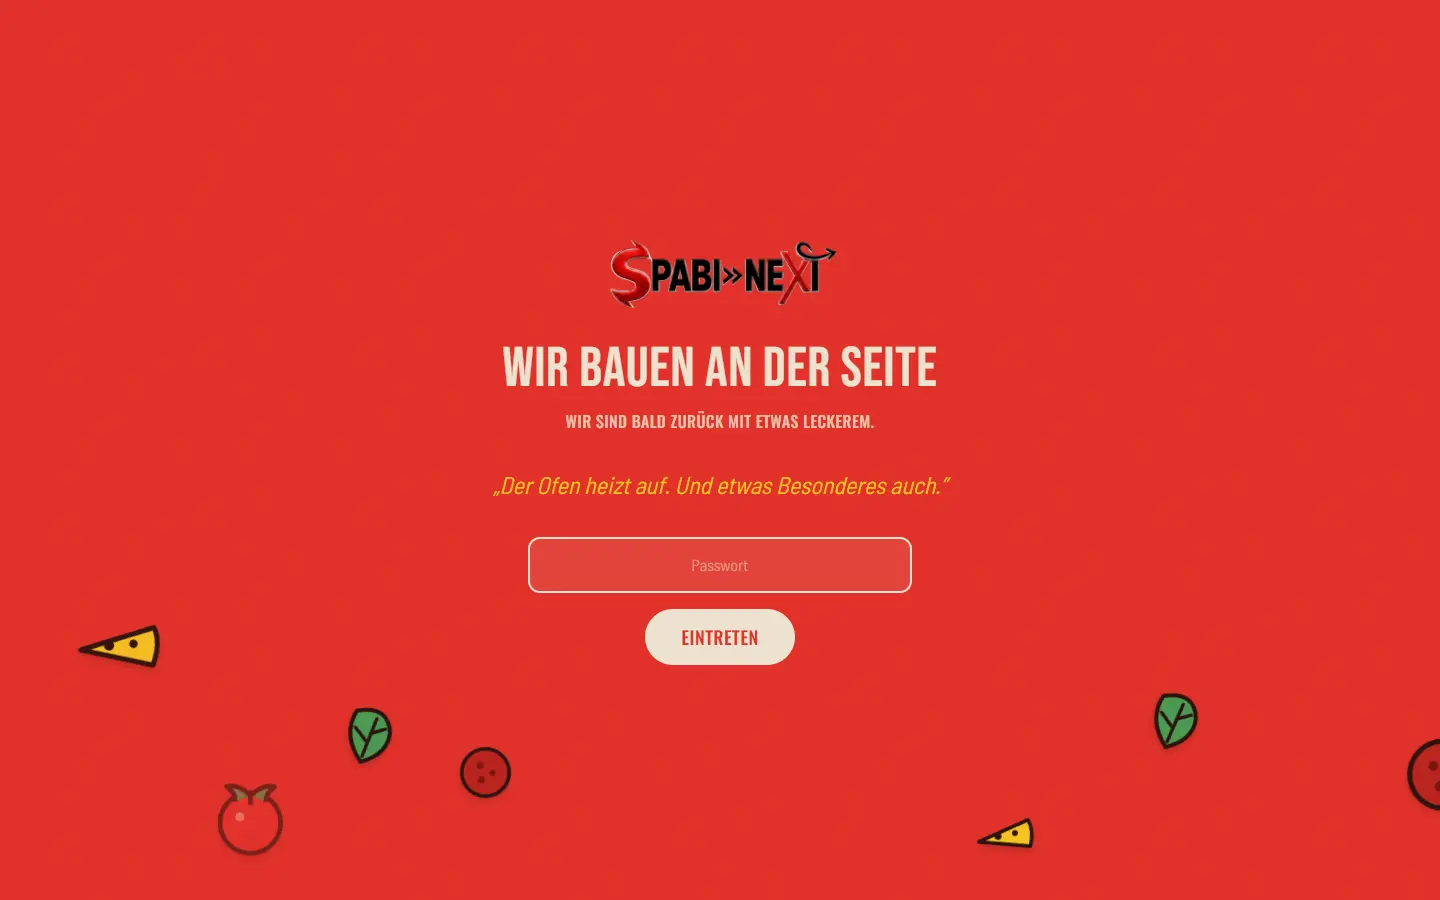 SPABI»NEXT
WIR BAUEN AN DER SEITE
WIR SIND BALD ZURÜCK MIT ETWAS LECKEREM.
„Der Ofen heizt auf. Und etwas Besonderes auch.“
Passwort
EINTRETEN